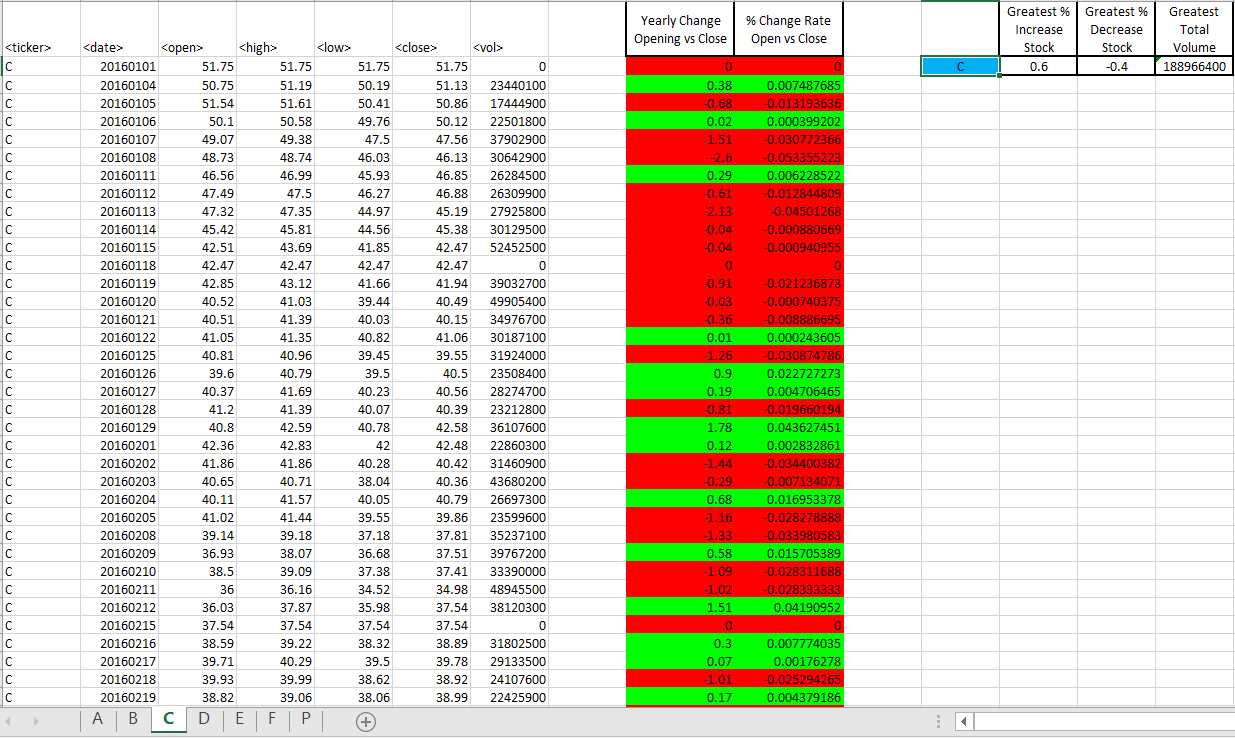 Yearly Change % Change Rate Greatest % Greatest % Greatest
Opening vs Close Open vs Close Increase Decrease Total
<ticker> <date> <open> <high> <low> <close> <vol> Stock Stock Volume
C 20160101 51.75 51.75 51.75 51.75 0 0 0 C 0.6 -0.4 188966400
C 20160104 50.75 51.19 50.19 51.13 23440100 0.38 0.007487685
C 20160105 51.54 51.61 50.41 50.86 17444900 -0.68 -0.013193636
C 20160106 50.1 50.58 49.76 50.12 22501800 0.02 0.000399202
C 20160107 49.07 49.38 47.5 47.56 37902900 -1.51 -0.030772366
C 20160108 48.73 48.74 46.03 46.13 30642900 -2.6 -0.053355223
C 20160111 46.56 46.99 45.93 46.85 26284500 0.29 0.006228522
C 20160112 47.49 47.5 46.27 46.88 26309900 -0.61 -0.012844809
C 20160113 47.32 47.35 44.97 45.19 27925800 -2.13 -0.04501268
C 20160114 45.42 45.81 44.56 45.38 30129500 -0.04 -0.000880669
C 20160115 42.51 43.69 41.85 42.47 52452500 -0.04 -0.000940955
C 20160118 42.47 42.47 42.47 42.47 0 0 0
C 20160119 42.85 43.12 41.66 41.94 39032700 -0.91 -0.021236873
C 20160120 40.52 41.03 39.44 40.49 49905400 -0.03 -0.000740375
C 20160121 40.51 41.39 40.03 40.15 34976700 -0.36 -0.008886695
C 20160122 41.05 41.35 40.82 41.06 30187100 0.01 0.000243605
C 20160125 40.81 40.96 39.45 39.55 31924000 -1.26 -0.030874786
C 20160126 39.6 40.79 39.5 40.5 23508400 0.9 0.022727273
C 20160127 40.37 41.69 40.23 40.56 28274700 0.19 0.004706465
C 20160128 41.2 41.39 40.07 40.39 23212800 -0.81 -0.019660194
C 20160129 40.8 42.59 40.78 42.58 36107600 1.78 0.043627451
C 20160201 42.36 42.83 42 42.48 22860300 0.12 0.002832861
C 20160202 41.86 41.86 40.28 40.42 31460900 -1.44 -0.034400382
C 20160203 40.65 40.71 38.04 40.36 43680200 -0.29 -0.007134071
C 20160204 40.11 41.57 40.05 40.79 26697300 0.68 0.016953378
C 20160205 41.02 41.44 39.55 39.86 23599600 -1.16 -0.028278888
C 20160208 39.14 39.18 37.18 37.81 35237100 -1.33 -0.033980583
C 20160209 36.93 38.07 36.68 37.51 39767200 0.58 0.015705389
C 20160210 38.5 39.09 37.38 37.41 33390000 -1.09 -0.028311688
C 20160211 36 36.16 34.52 34.98 48945500 -1.02 -0.028333333
C 20160212 36.03 37.87 35.98 37.54 38120300 1.51 0.04190952
C 20160215 37.54 37.54 37.54 37.54 0 0 0
C 20160216 38.59 39.22 38.32 38.89 31802500 0.3 0.007774035
C 20160217 39.71 40.29 39.5 39.78 29133500 0.07 0.00176278
C 20160218 39.93 39.99 38.62 38.92 24107600 -1.01 -0.025294265
C 20160219 38.82 39.06 38.06 38.99 22425900 0.17 0.004379186
A B C D E F P